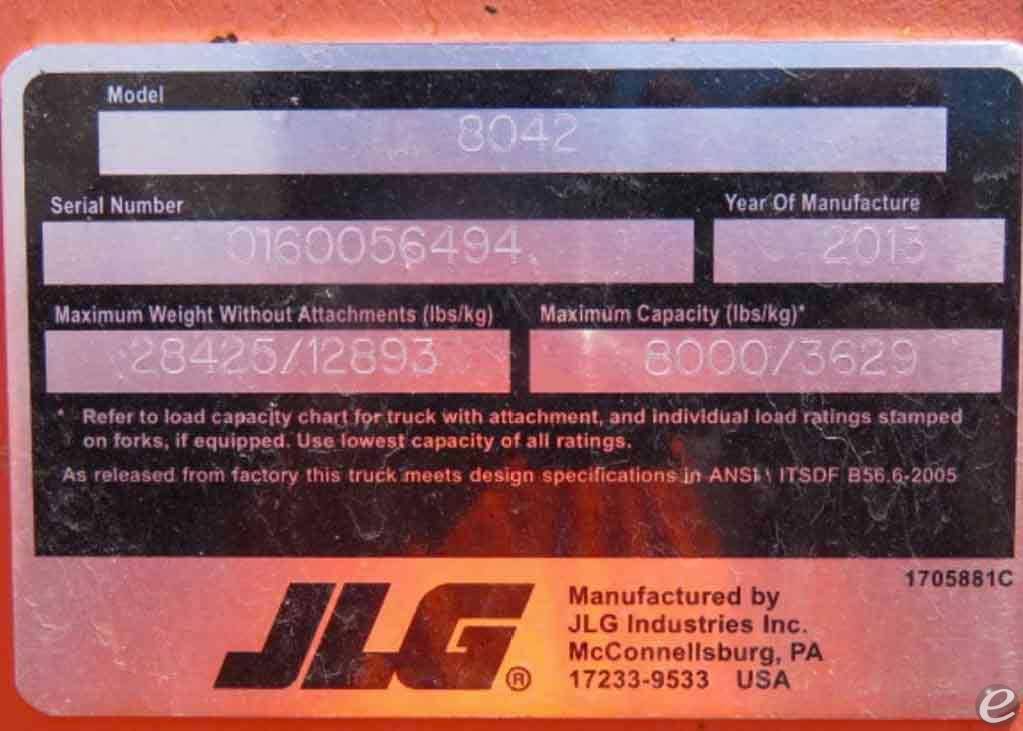 Model
8042
Serial Number Year Of Manufacture
0160056494 2013
Maximum Weight Without Attachments (lbs/kg) Maximum Capacity (lbs/kg)*
28425/12893 8000/3629
* Refer to load capacity chart for truck with attachment, and individual load ratings stamped
on forks, if equipped. Use lowest capacity of all ratings.
As released from factory this truck meets design specifications in ANSI \ ITSDF B56.6-2005
1705881C
JLG®
Manufactured by
JLG Industries Inc.
McConnellsburg, PA
17233-9533 USA
e